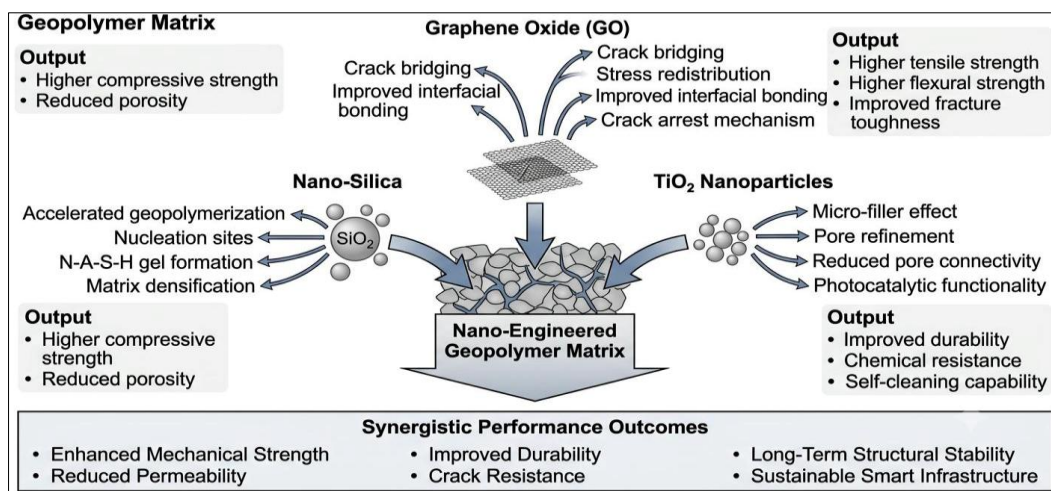 Geopolymer Matrix
Output
• Higher compressive strength
• Reduced porosity
Graphene Oxide (GO)
Crack bridging
Improved interfacial
bonding
Crack bridging
Stress redistribution
Improved interfacial bonding
Crack arrest mechanism
Output
• Higher tensile strength
• Higher flexural strength
• Improved fracture
toughness
Nano-Silica
Accelerated geopolymerization
Nucleation sites
N-A-S-H gel formation
Matrix densification
SiO₂
TiO₂ Nanoparticles
Micro-filler effect
Pore refinement
Reduced pore connectivity
Photocatalytic functionality
Output
• Higher compressive
strength
• Reduced porosity
Nano-Engineered
Geopolymer Matrix
Output
• Improved durability
• Chemical resistance
• Self-cleaning capability
Synergistic Performance Outcomes
• Enhanced Mechanical Strength
• Reduced Permeability
• Improved Durability
• Crack Resistance
• Long-Term Structural Stability
• Sustainable Smart Infrastructure